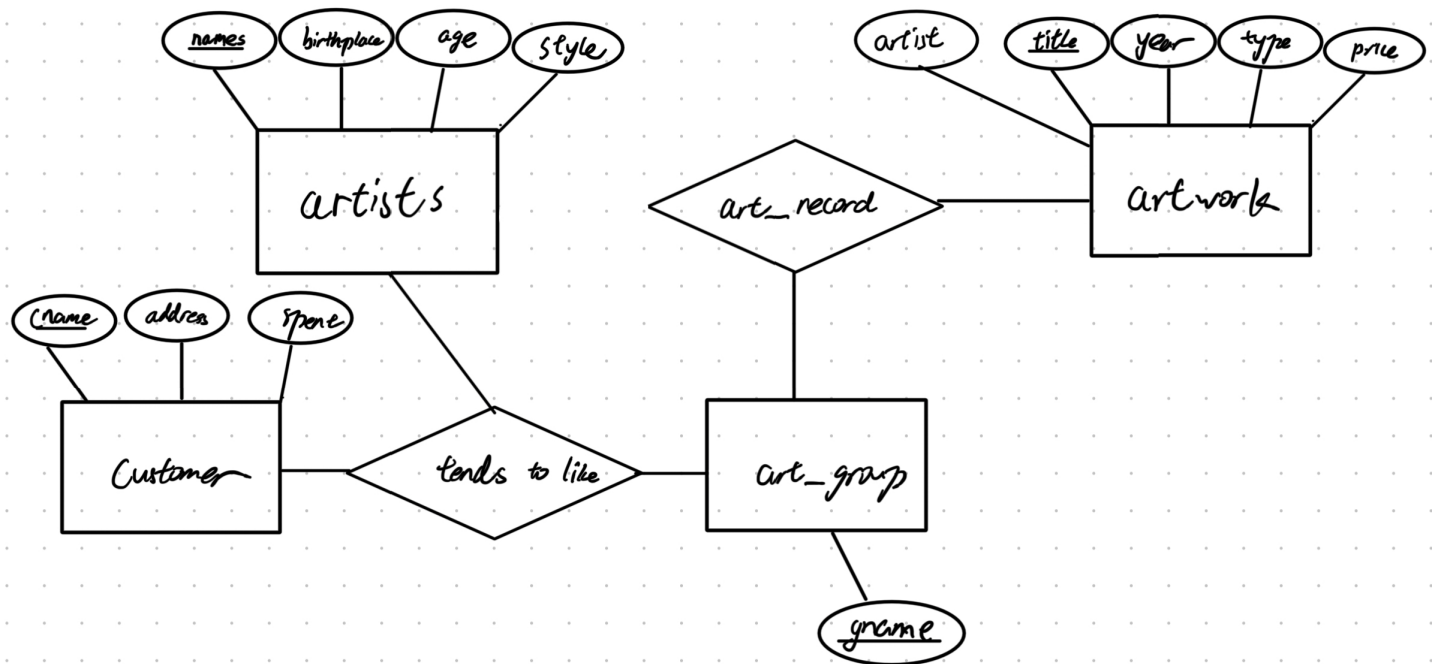 names
birthplace
age
style
artist
title
year
type
price
artists
art_record
artwork
cname
address
spent
Customer
tends to like
art_group
gname